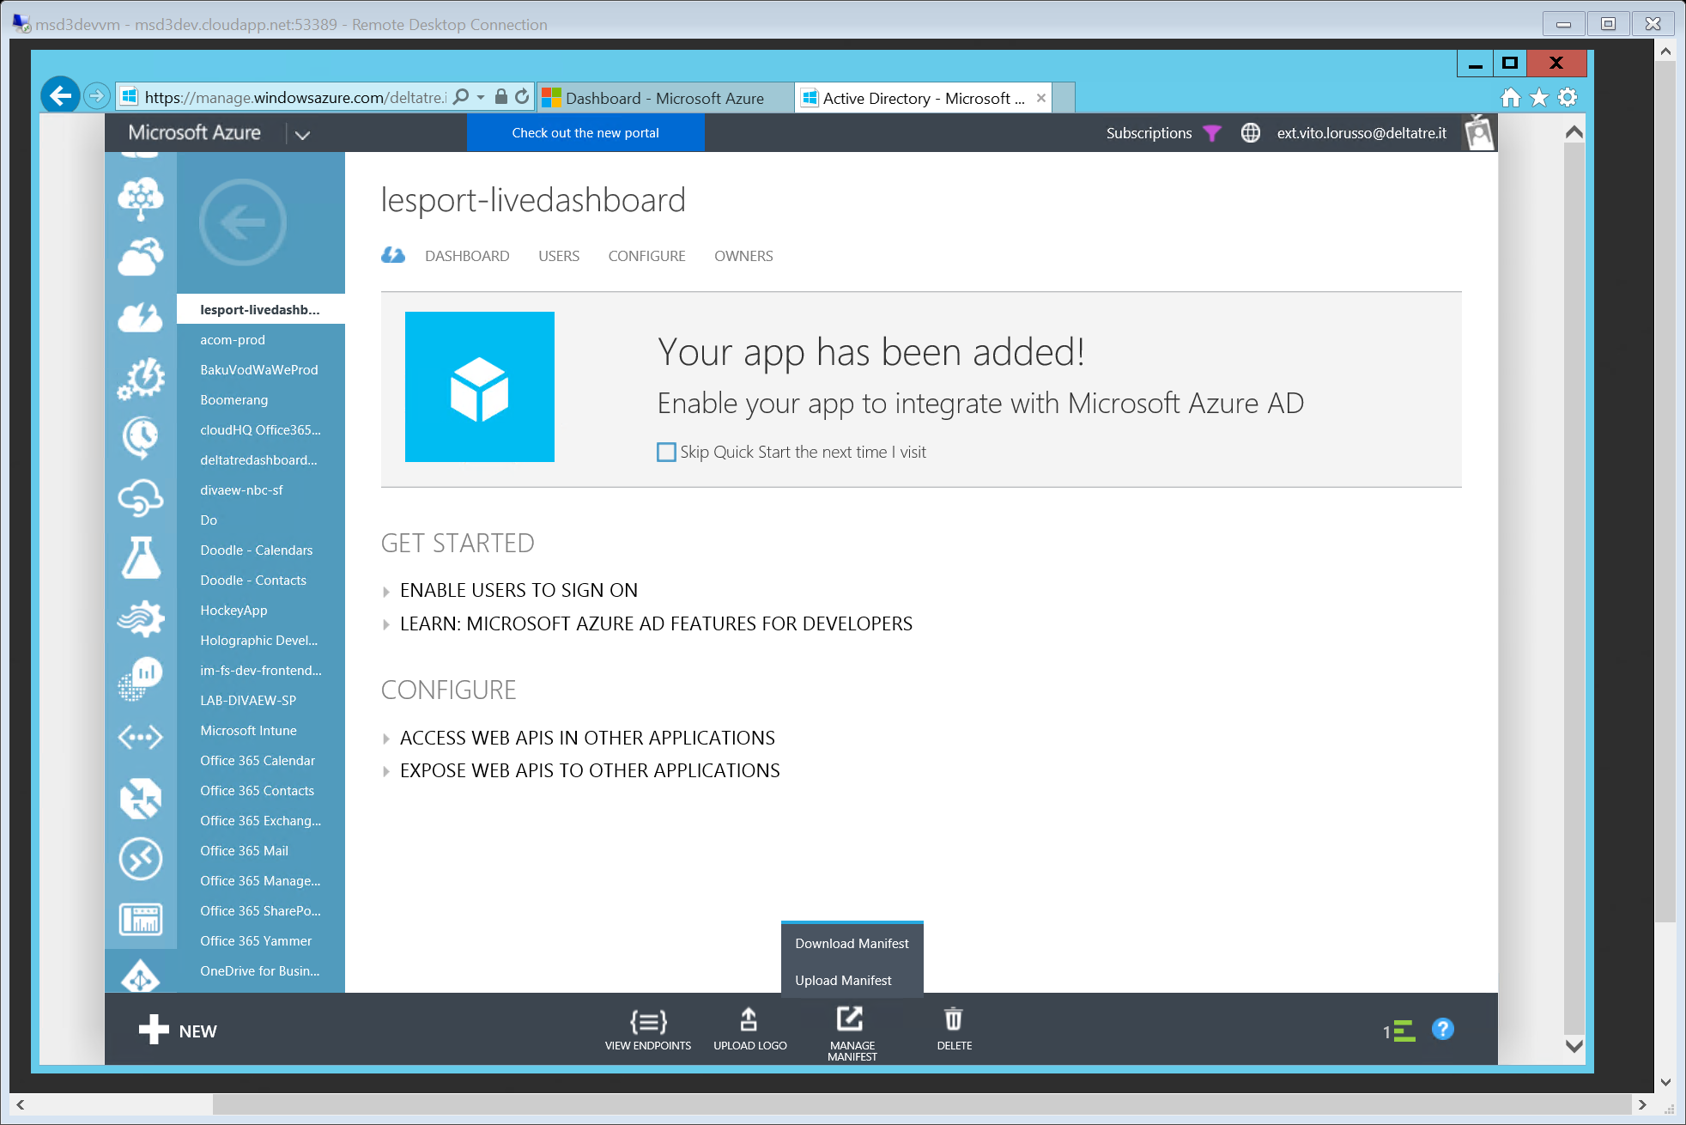 msd3devvm - msd3dev.cloudapp.net:53389 - Remote Desktop Connection
https://manage.windowsazure.com/deltatre.i
Dashboard - Microsoft Azure
Active Directory - Microsoft ...
Microsoft Azure
Check out the new portal
Subscriptions
ext.vito.lorusso@deltatre.it
lesport-livedashboard
DASHBOARD
USERS
CONFIGURE
OWNERS
lesport-livedashb...
acom-prod
BakuVodWaWeProd
Boomerang
cloudHQ Office365...
deltatredashboard...
divaew-nbc-sf
Do
Doodle - Calendars
Doodle - Contacts
HockeyApp
Holographic Devel...
im-fs-dev-frontend...
LAB-DIVAEW-SP
Microsoft Intune
Office 365 Calendar
Office 365 Contacts
Office 365 Exchang...
Office 365 Mail
Office 365 Manage...
Office 365 SharePo...
Office 365 Yammer
OneDrive for Busin...
Your app has been added!
Enable your app to integrate with Microsoft Azure AD
Skip Quick Start the next time I visit
GET STARTED
ENABLE USERS TO SIGN ON
LEARN: MICROSOFT AZURE AD FEATURES FOR DEVELOPERS
CONFIGURE
ACCESS WEB APIS IN OTHER APPLICATIONS
EXPOSE WEB APIS TO OTHER APPLICATIONS
Download Manifest
Upload Manifest
NEW
VIEW ENDPOINTS
UPLOAD LOGO
MANAGE
MANIFEST
DELETE
1
?